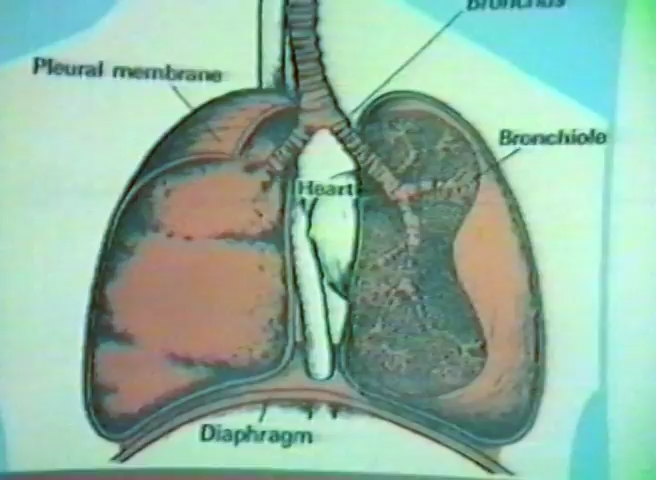 Bronchus
Pleural membrane
Bronchiole
Heart
Diaphragm